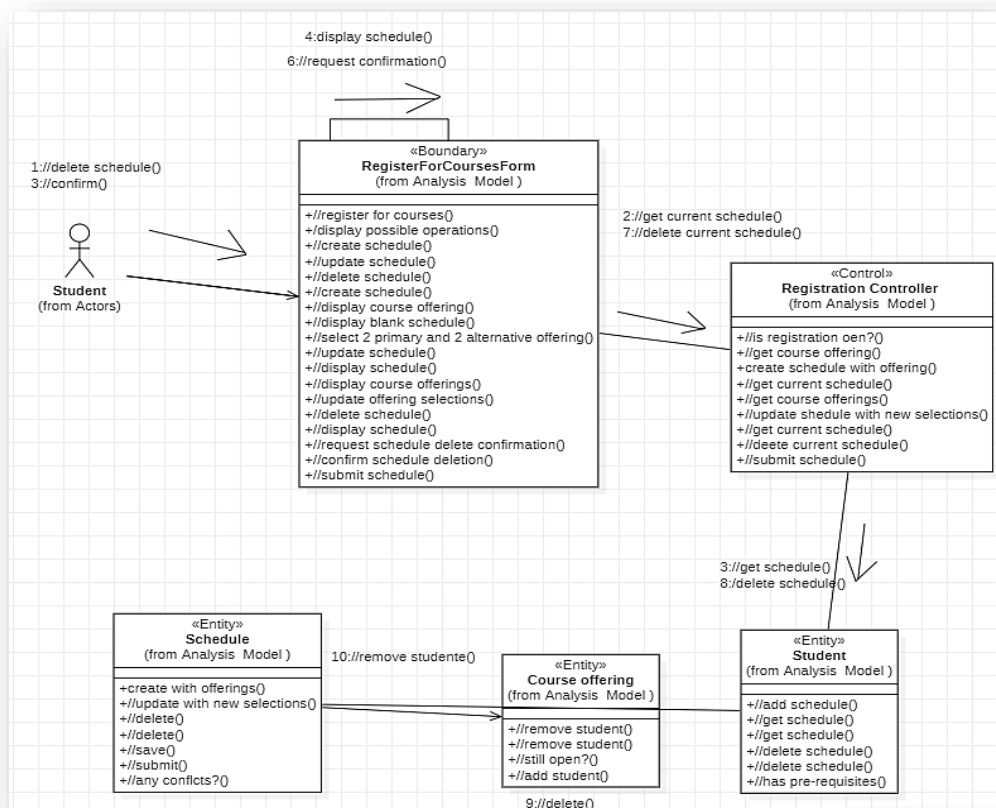 4:display schedule()
6://request confirmation()
1://delete schedule()
3://confirm()
Student
(from Actors)
«Boundary»
RegisterForCoursesForm
(from Analysis Model )
+//register for courses()
+/display possible operations()
+//create schedule()
+//update schedule()
+//delete schedule()
+//create schedule()
+//display course offering()
+//display blank schedule()
+//select 2 primary and 2 alternative offering()
+//update schedule()
+//display schedule()
+//display course offerings()
+//update offering selections()
+//delete schedule()
+//display schedule()
+//request schedule delete confirmation()
+//confirm schedule deletion()
+//submit schedule()
2://get current schedule()
7://delete current schedule()
«Control»
Registration Controller
(from Analysis Model )
+//is registration oen?()
+//get course offering()
+create schedule with offering()
+//get current schedule()
+//get course offerings()
+//update shedule with new selections()
+//get current schedule()
+//deete current schedule()
+//submit schedule()
3://get schedule()
8:/delete schedule()
«Entity»
Schedule
(from Analysis Model )
+create with offerings()
+//update with new selections()
+//delete()
+//delete()
+//save()
+//submit()
+//any conflcts?()
10://remove studente()
«Entity»
Course offering
(from Analysis Model )
+//remove student()
+//remove student()
+//still open?()
+//add student()
«Entity»
Student
(from Analysis Model )
+//add schedule()
+//get schedule()
+//get schedule()
+//delete schedule()
+//delete schedule()
+//has pre-requisites()
9://delete()